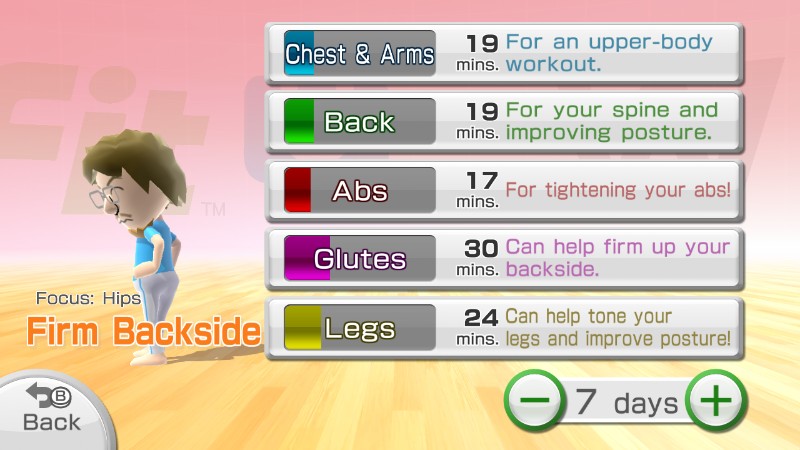 Chest & Arms
19
mins.
For an upper-body
workout.
Back
19
mins.
For your spine and
improving posture.
Abs
17
mins.
For tightening your abs!
Glutes
30
mins.
Can help firm up your
backside.
Legs
24
mins.
Can help tone your
legs and improve posture!
fit
TM
Focus: Hips
Firm Backside
B
Back
7 days